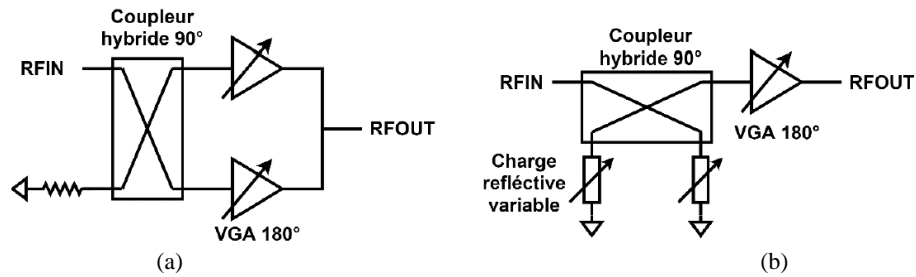 Coupleur
hybride 90°
RFIN
RFOUT
VGA 180°
(a)
Coupleur
hybride 90°
RFIN
RFOUT
VGA 180°
Charge
refléctive
variable
(b)